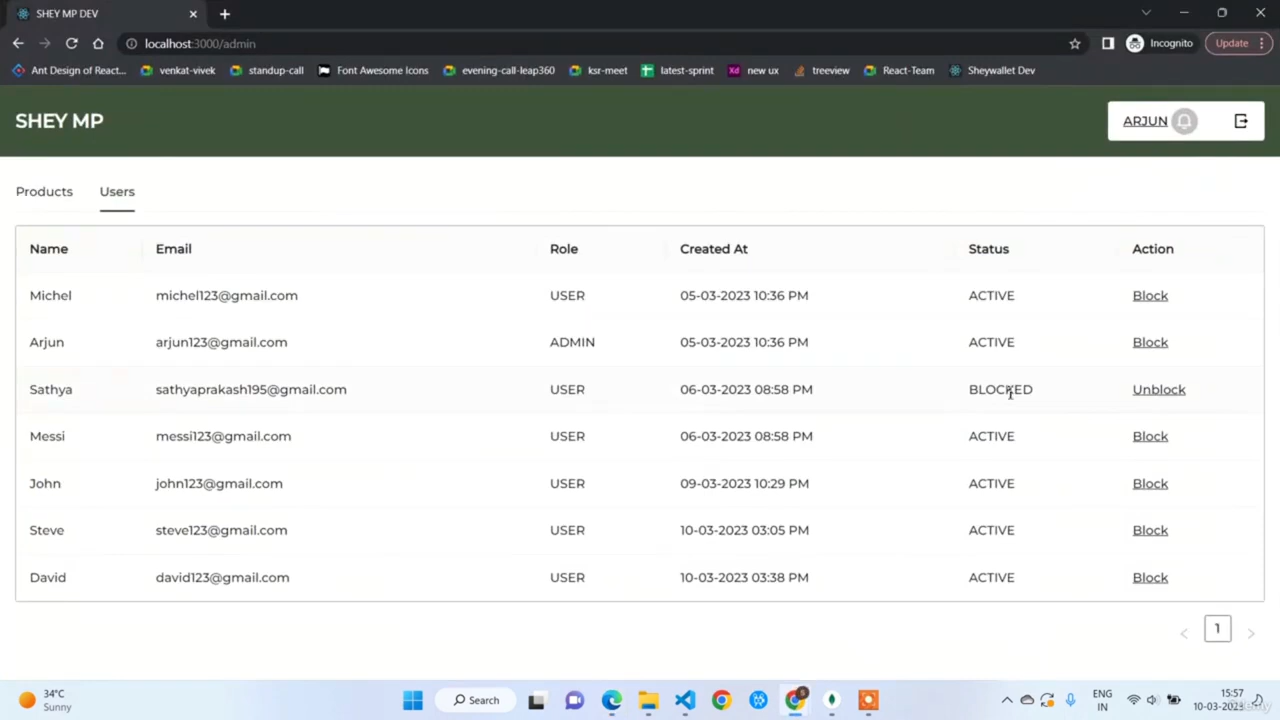 SHEY MP DEV
localhost:3000/admin
Incognito
Update
Ant Design of React...
venkat-vivek
standup-call
Font Awesome Icons
evening-call-leap360
ksr-meet
latest-sprint
Xd new ux
treeview
React-Team
Sheywallet Dev
SHEY MP
ARJUN
Products Users
Name Email Role Created At Status Action
Michel michel123@gmail.com USER 05-03-2023 10:36 PM ACTIVE Block
Arjun arjun123@gmail.com ADMIN 05-03-2023 10:36 PM ACTIVE Block
Sathya sathyaprakash195@gmail.com USER 06-03-2023 08:58 PM BLOCKED Unblock
Messi messi123@gmail.com USER 06-03-2023 08:58 PM ACTIVE Block
John john123@gmail.com USER 09-03-2023 10:29 PM ACTIVE Block
Steve steve123@gmail.com USER 10-03-2023 03:05 PM ACTIVE Block
David david123@gmail.com USER 10-03-2023 03:38 PM ACTIVE Block
1
34°C
Sunny
Search
ENG
IN
15:57
10-03-2023